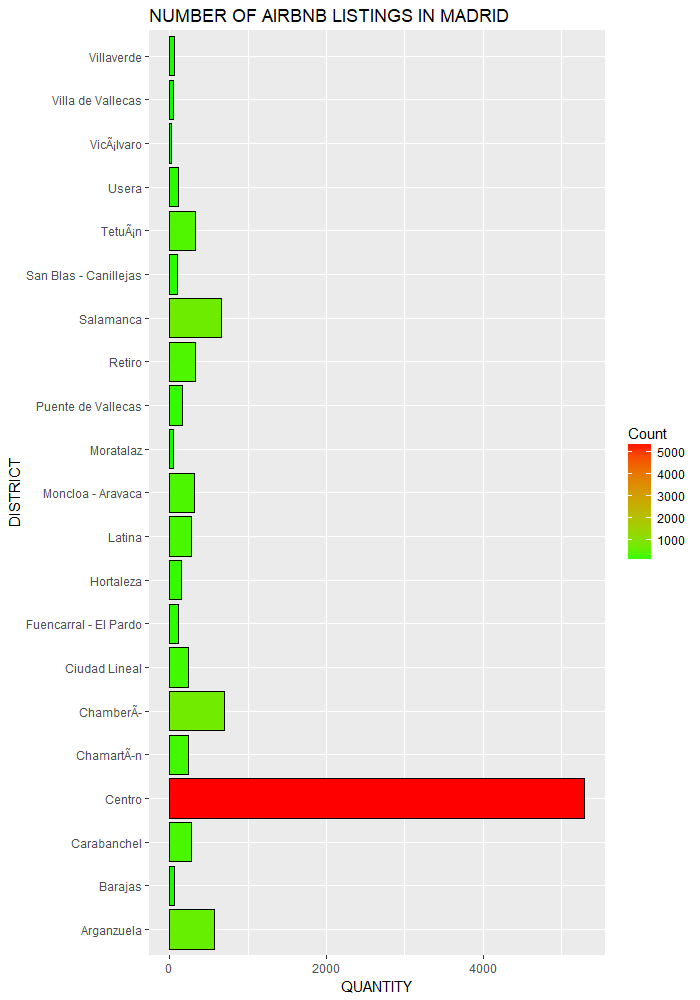 NUMBER OF AIRBNB LISTINGS IN MADRID
Villaverde
Villa de Vallecas
VicÃ¡lvaro
Usera
TetuÃ¡n
San Blas - Canillejas
Salamanca
Retiro
Puente de Vallecas
Moratalaz
Moncloa - Aravaca
Latina
Hortaleza
Fuencarral - El Pardo
Ciudad Lineal
ChamberÃ-
ChamartÃ-n
Centro
Carabanchel
Barajas
Arganzuela
DISTRICT
0 2000 4000
QUANTITY
Count
5000
4000
3000
2000
1000